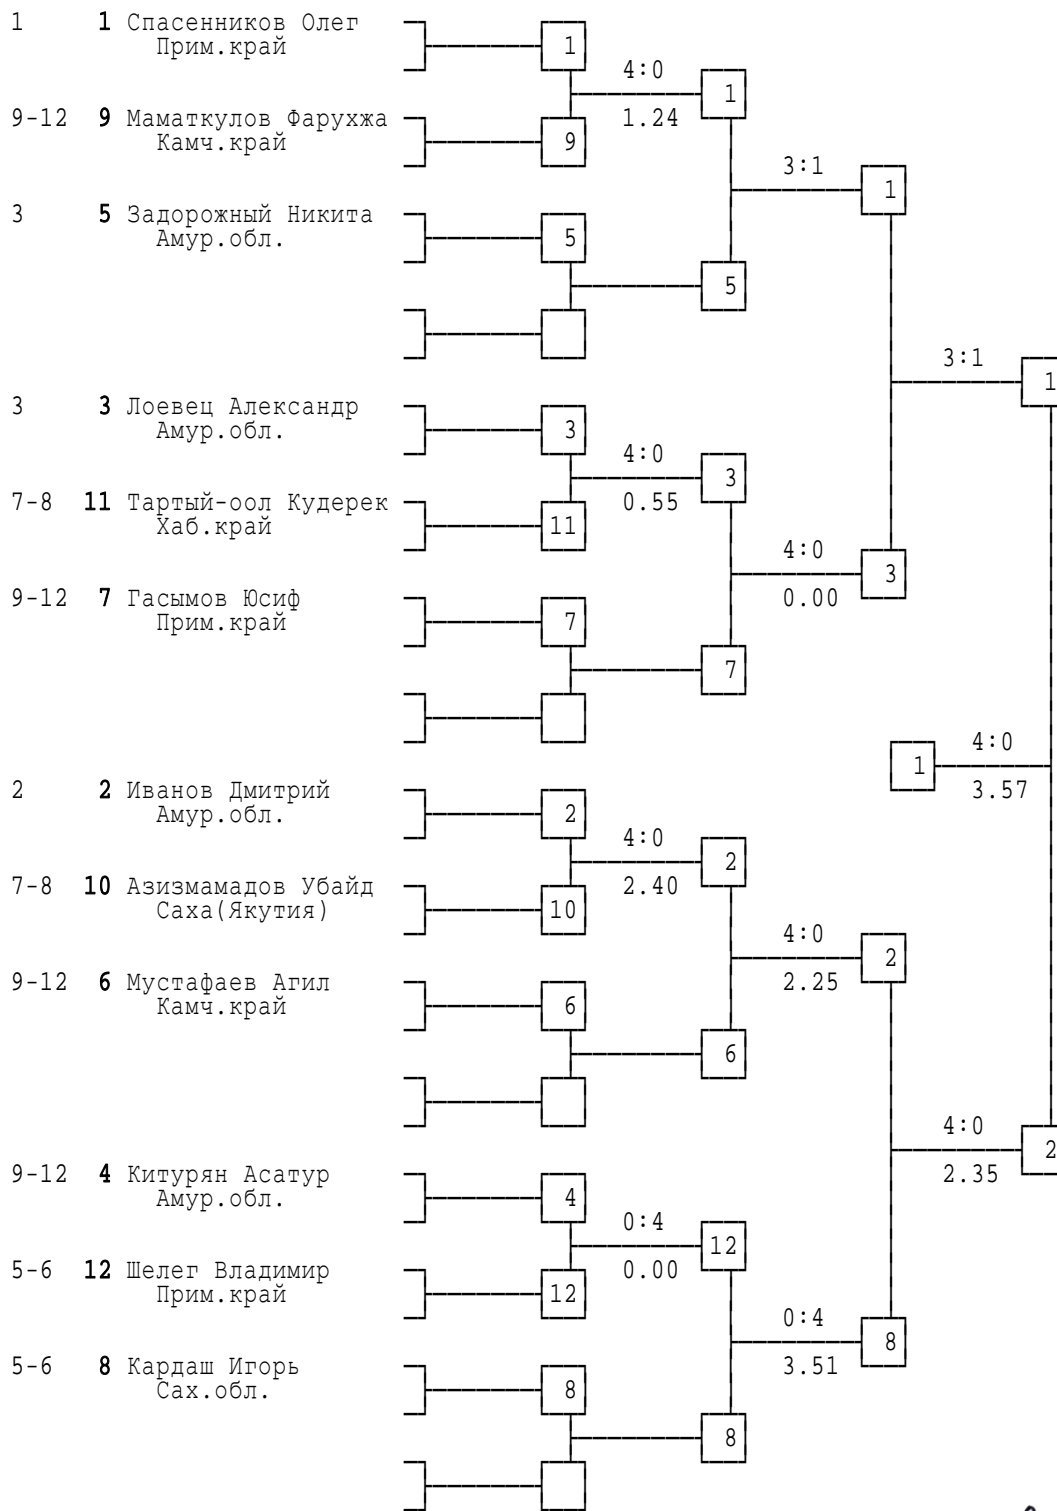 1 1 Спасенников Олег
Прим.край
1
4:0
1
9-12 9 Маматкулов Фарухжа
Камч.край
9
1.24
3:1
1
3 5 Задорожный Никита
Амур.обл.
5
5
3:1
1
3 3 Лоевец Александр
Амур.обл.
3
4:0
3
7-8 11 Тартый-оол Кудерек
Хаб.край
11
0.55
4:0
3
9-12 7 Гасымов Юсиф
Прим.край
7
0.00
7
1
4:0
3.57
2 2 Иванов Дмитрий
Амур.обл.
2
4:0
2
7-8 10 Азизмамадов Убайд
Саха(Якутия)
10
2.40
4:0
2
9-12 6 Мустафаев Агил
Камч.край
6
2.25
6
4:0
2
9-12 4 Китурян Асатур
Амур.обл.
4
2.35
0:4
12
5-6 12 Шелег Владимир
Прим.край
12
0.00
0:4
8
5-6 8 Кардаш Игорь
Сах.обл.
8
3.51
8